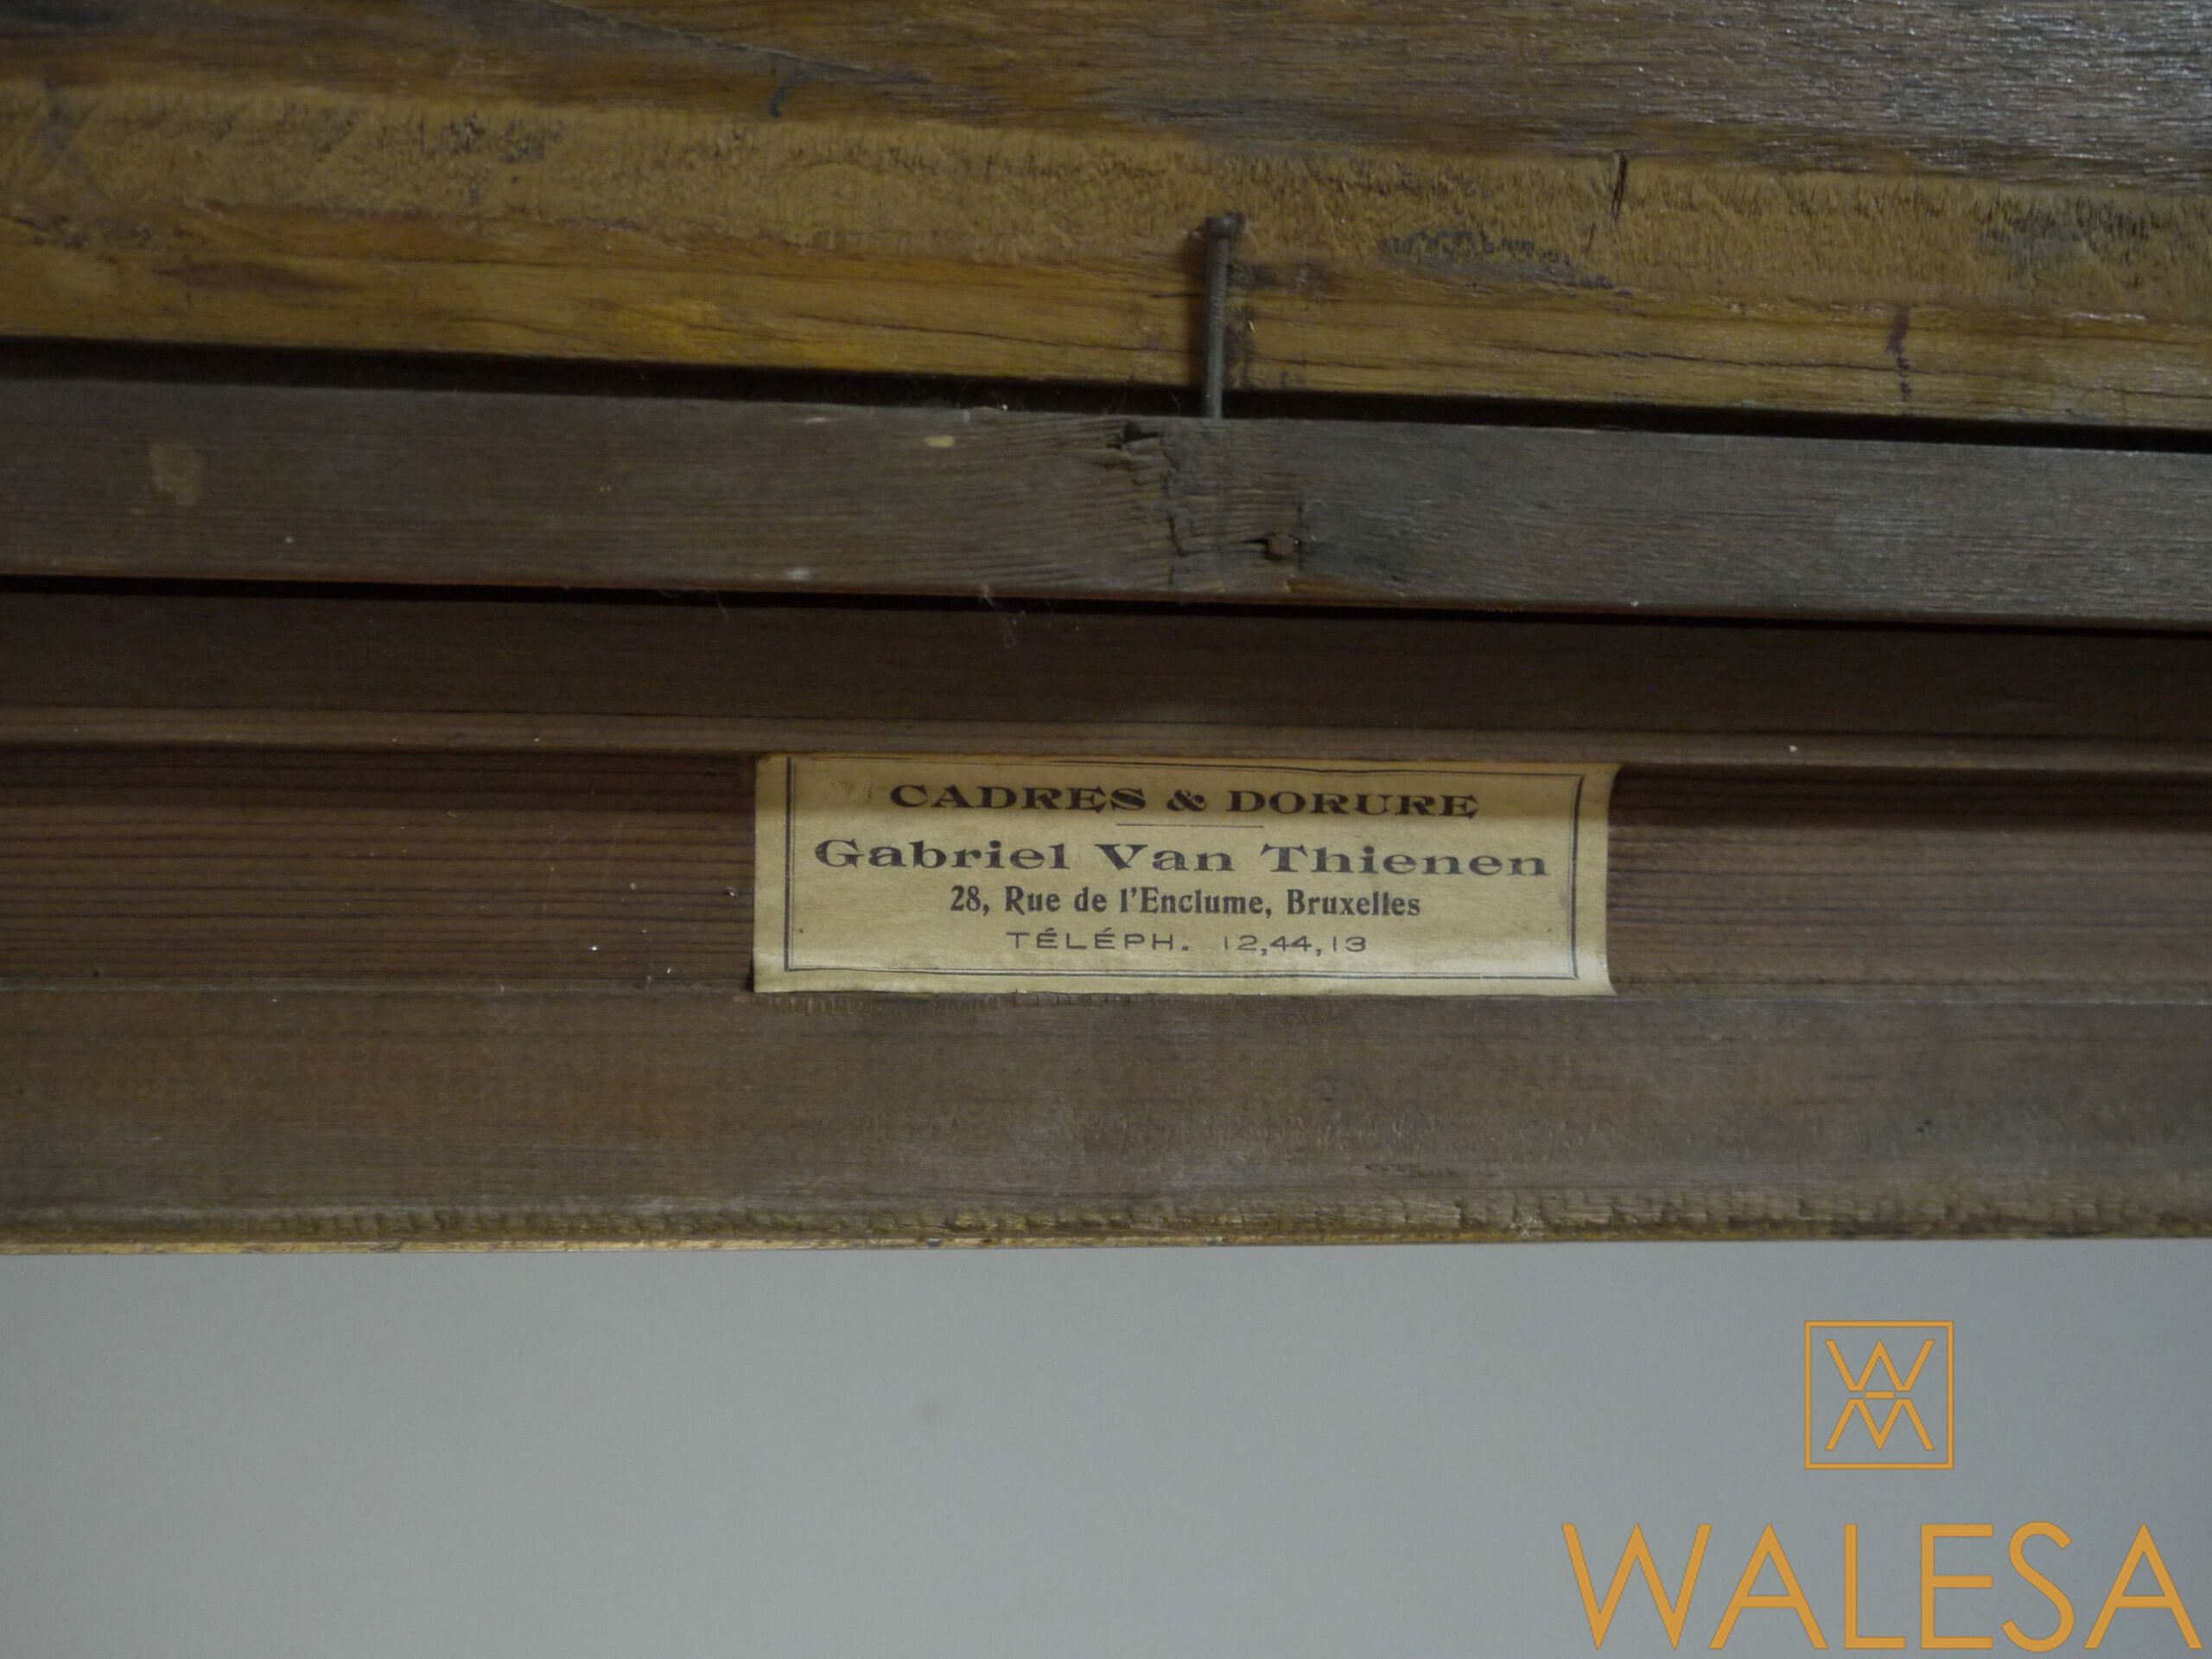 CADRES & DORURE
Gabriel Van Thienen
28, Rue de l'Enclume, Bruxelles
TÉLÉPH. 12,44,13
WALESA